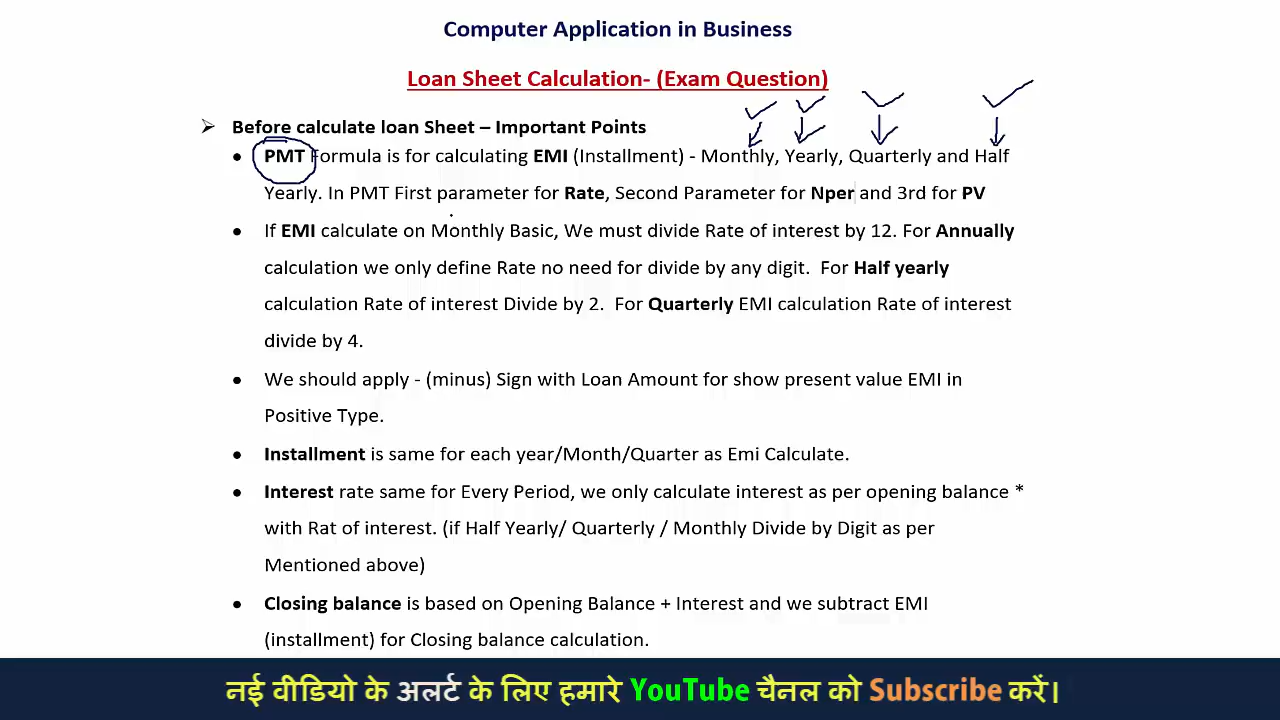 Computer Application in Business
Loan Sheet Calculation- (Exam Question)
➢ Before calculate loan Sheet – Important Points
• PMT Formula is for calculating EMI (Installment) - Monthly, Yearly, Quarterly and Half
Yearly. In PMT First parameter for Rate, Second Parameter for Nper and 3rd for PV
• If EMI calculate on Monthly Basic, We must divide Rate of interest by 12. For Annually
calculation we only define Rate no need for divide by any digit. For Half yearly
calculation Rate of interest Divide by 2. For Quarterly EMI calculation Rate of interest
divide by 4.
• We should apply - (minus) Sign with Loan Amount for show present value EMI in
Positive Type.
• Installment is same for each year/Month/Quarter as Emi Calculate.
• Interest rate same for Every Period, we only calculate interest as per opening balance *
with Rat of interest. (if Half Yearly/ Quarterly / Monthly Divide by Digit as per
Mentioned above)
• Closing balance is based on Opening Balance + Interest and we subtract EMI
(installment) for Closing balance calculation.
नई वीडियो के अलर्ट के लिए हमारे YouTube चैनल को Subscribe करें।